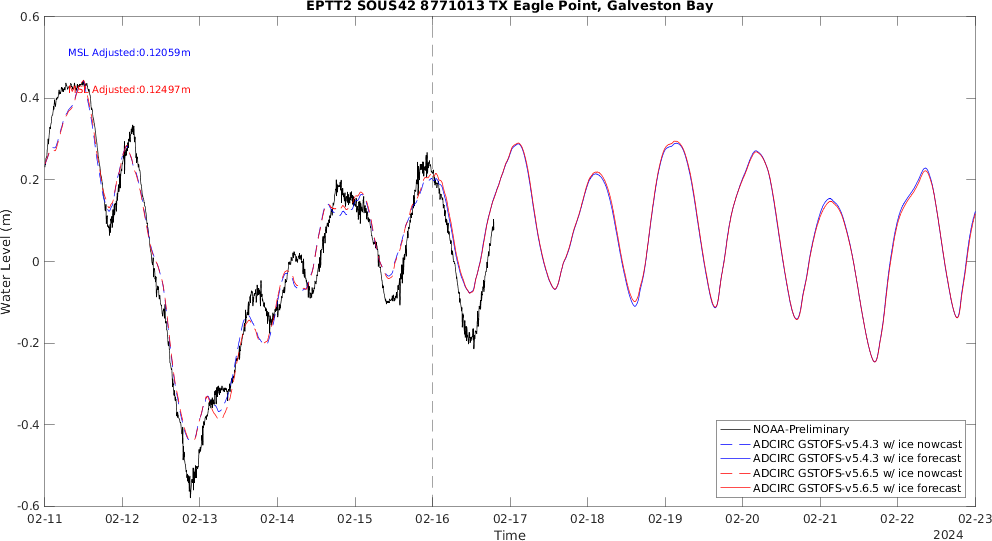 EPTT2 SOUS42 8771013 TX Eagle Point, Galveston Bay
0.6
0.4
0.2
0
-0.2
-0.4
-0.6
Water Level (m)
MSL Adjusted:0.12059m
MSL Adjusted:0.12497m
NOAA-Preliminary
ADCIRC GSTOFS-v5.4.3 w/ ice nowcast
ADCIRC GSTOFS-v5.4.3 w/ ice forecast
ADCIRC GSTOFS-v5.6.5 w/ ice nowcast
ADCIRC GSTOFS-v5.6.5 w/ ice forecast
02-11 02-12 02-13 02-14 02-15 02-16 02-17 02-18 02-19 02-20 02-21 02-22 02-23
Time
2024